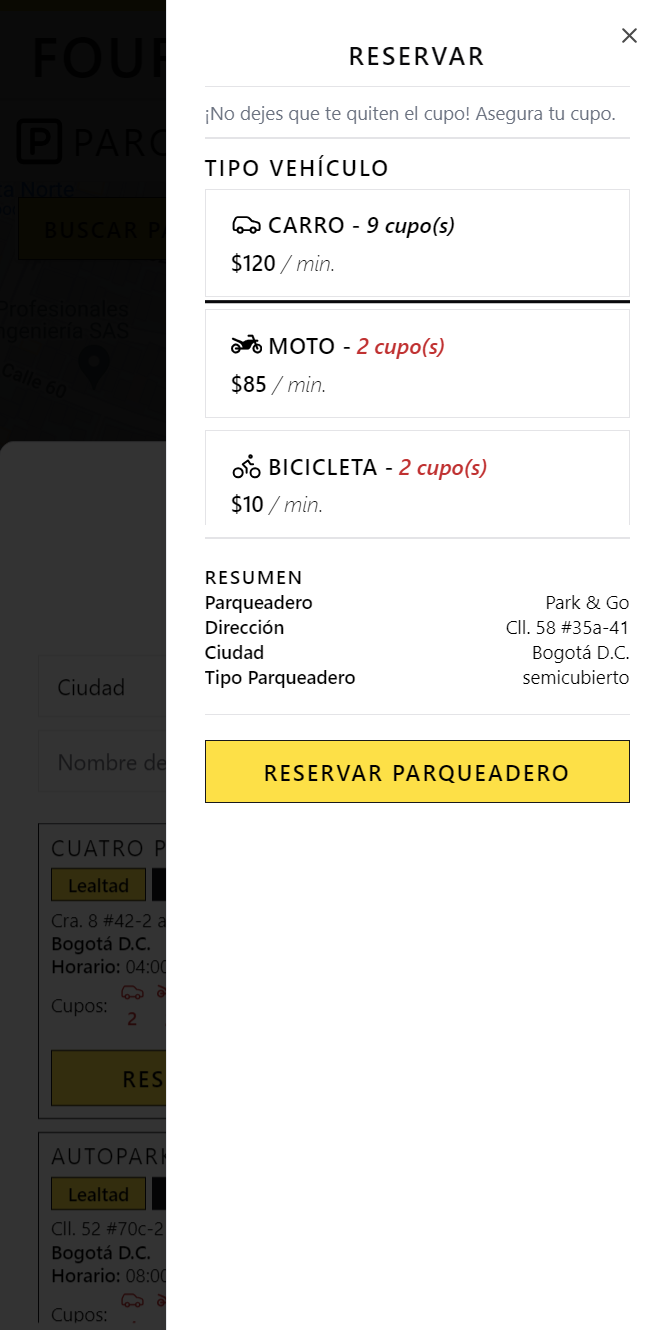 RESERVAR
¡No dejes que te quiten el cupo! Asegura tu cupo.
TIPO VEHÍCULO
CARRO - 9 cupo(s)
$120 / min.
MOTO - 2 cupo(s)
$85 / min.
BICICLETA - 2 cupo(s)
$10 / min.
RESUMEN
Parqueadero Park & Go
Dirección Cll. 58 #35a-41
Ciudad Bogotá D.C.
Tipo Parqueadero semicubierto
RESERVAR PARQUEADERO
FOUR
P PARQ
Norte
BUSCAR PA
Profesionales
ngeniería SAS
Calle 60
Ciudad
Nombre de
CUATRO P
Lealtad
Cra. 8 #42-2 a
Bogotá D.C.
Horario: 04:00
Cupos:
2
RES
AUTOPARK
Lealtad
Cll. 52 #70c-2
Bogotá D.C.
Horario: 08:00
Cupos: